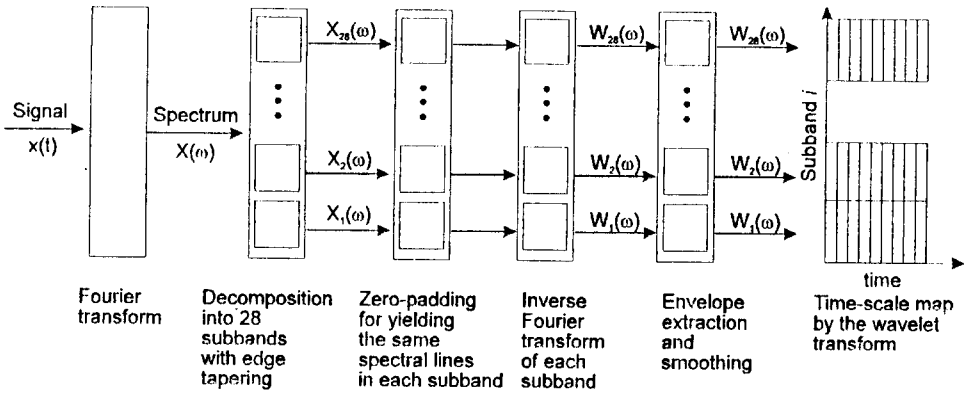 X₂₈(ω)
W₂₈(ω)
W₂₈(ω)
Signal
x(t)
Spectrum
X(ω)
Subband i
X₂(ω)
W₂(ω)
W₂(ω)
X₁(ω)
W₁(ω)
W₁(ω)
time
Fourier
transform
Decomposition
into 28
subbands
with edge
tapering
Zero-padding
for yielding
the same
spectral lines
in each subband
Inverse
Fourier
transform
of each
subband
Envelope
extraction
and
smoothing
Time-scale map
by the wavelet
transform